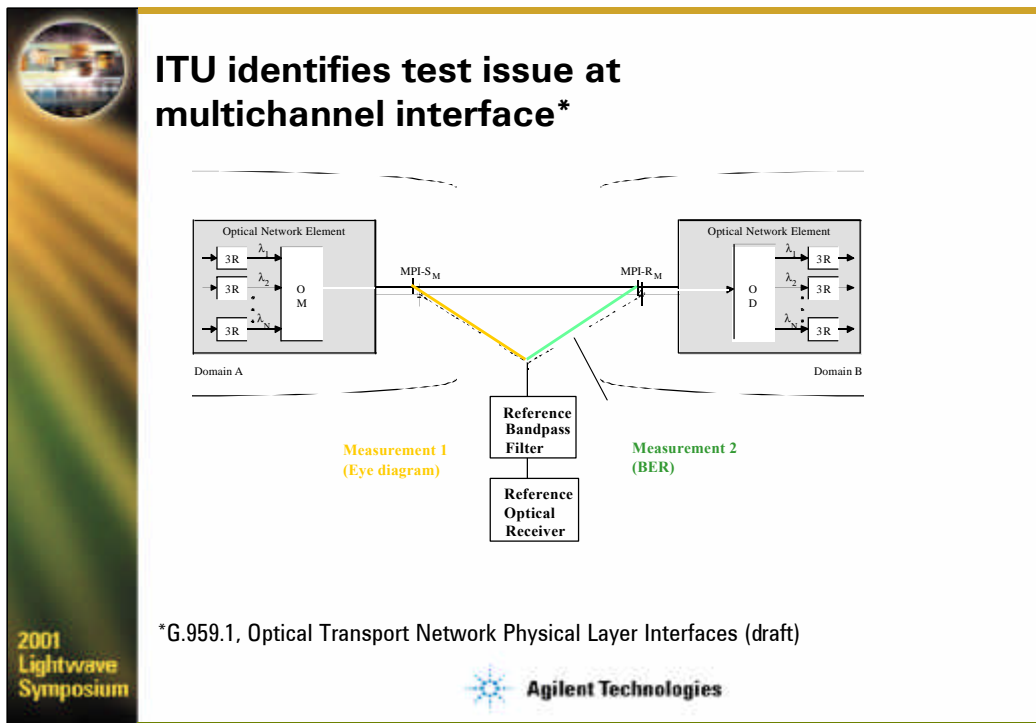 ITU identifies test issue at
multichannel interface*
Optical Network Element
3R
λ1
3R
λ2
3R
λN
O
M
Domain A
MPI-SM
MPI-RM
Optical Network Element
O
D
λ1
3R
λ2
3R
λN
3R
Domain B
Reference
Bandpass
Filter
Measurement 1
(Eye diagram)
Measurement 2
(BER)
Reference
Optical
Receiver
*G.959.1, Optical Transport Network Physical Layer Interfaces (draft)
2001
Lightwave
Symposium
Agilent Technologies